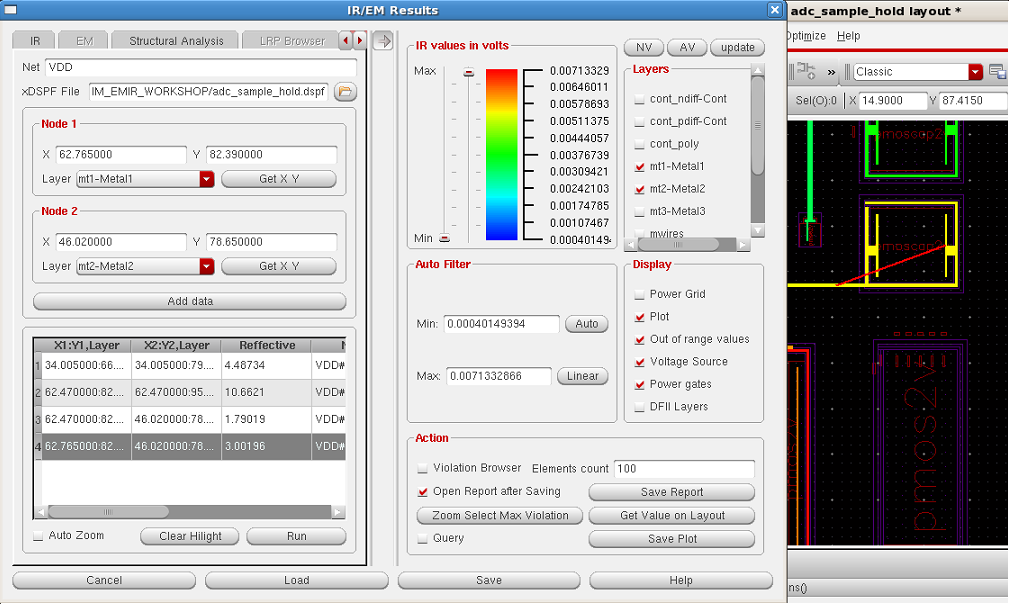 IR/EM Results
adc_sample_hold layout *
IR
EM
Structural Analysis
LRP Browser
Net VDD
xDSPF File IM_EMIR_WORKSHOP/adc_sample_hold.dspf
Node 1
X 62.765000 Y 82.390000
Layer mt1-Metal1 Get X Y
Node 2
X 46.020000 Y 78.650000
Layer mt2-Metal2 Get X Y
Add data
X1:Y1,Layer X2:Y2,Layer Reffective
1 34.005000:66.... 34.005000:79.... 4.48734 VDD#
2 62.470000:82.... 62.470000:95.... 10.6621 VDD#
3 62.470000:82.... 46.020000:78.... 1.79019 VDD#
4 62.765000:82.... 46.020000:78.... 3.00196 VDD#
Auto Zoom Clear Hilight Run
IR values in volts
Max
0.00713329
0.00646011
0.00578693
0.00511375
0.00444057
0.00376739
0.00309421
0.00242103
0.00174785
0.00107467
Min 0.00040149
NV AV update
Layers
cont_ndiff-Cont
cont_pdiff-Cont
cont_poly
mt1-Metal1
mt2-Metal2
mt3-Metal3
mwires
Auto Filter
Min: 0.00040149394 Auto
Max: 0.0071332866 Linear
Display
Power Grid
Plot
Out of range values
Voltage Source
Power gates
DFII Layers
Action
Violation Browser Elements count 100
Open Report after Saving Save Report
Zoom Select Max Violation Get Value on Layout
Query Save Plot
Cancel Load Save Help
Optimize Help
» Classic
Sel(O):0 X 14.9000 Y 87.4150
moscap2
pmos2v
ns()